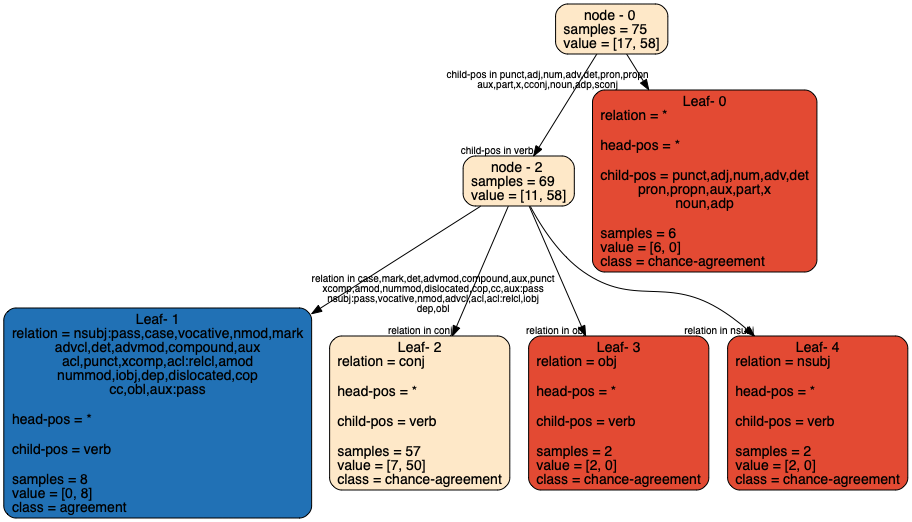 node - 0
samples = 75
value = [17, 58]
child-pos in punct,adj,num,adv,det,pron,propn
aux,part,x,cconj,noun,adp,sconj
Leaf- 0
relation = *
head-pos = *
child-pos = punct,adj,num,adv,det
pron,propn,aux,part,x
noun,adp
samples = 6
value = [6, 0]
class = chance-agreement
child-pos in verb
node - 2
samples = 69
value = [11, 58]
relation in case,mark,det,advmod,compound,aux,punct
xcomp,amod,nummod,dislocated,cop,cc,aux:pass
nsubj:pass,vocative,nmod,advcl,acl,acl:relcl,iobj
dep,obl
relation in conj
relation in obj
relation in nsubj
Leaf- 1
relation = nsubj:pass,case,vocative,nmod,mark
advcl,det,advmod,compound,aux
acl,punct,xcomp,acl:relcl,amod
nummod,iobj,dep,dislocated,cop
cc,obl,aux:pass
head-pos = *
child-pos = verb
samples = 8
value = [0, 8]
class = agreement
Leaf- 2
relation = conj
head-pos = *
child-pos = verb
samples = 57
value = [7, 50]
class = chance-agreement
Leaf- 3
relation = obj
head-pos = *
child-pos = verb
samples = 2
value = [2, 0]
class = chance-agreement
Leaf- 4
relation = nsubj
head-pos = *
child-pos = verb
samples = 2
value = [2, 0]
class = chance-agreement